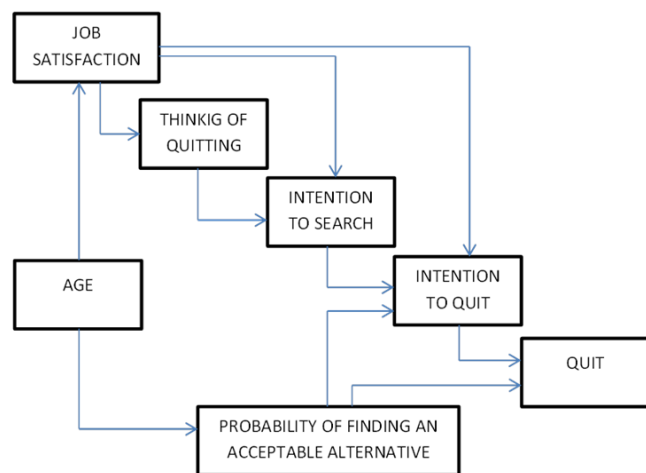 JOB
SATISFACTION
THINKIG OF
QUITTING
INTENTION
TO SEARCH
AGE
INTENTION
TO QUIT
QUIT
PROBABILITY OF FINDING AN
ACCEPTABLE ALTERNATIVE